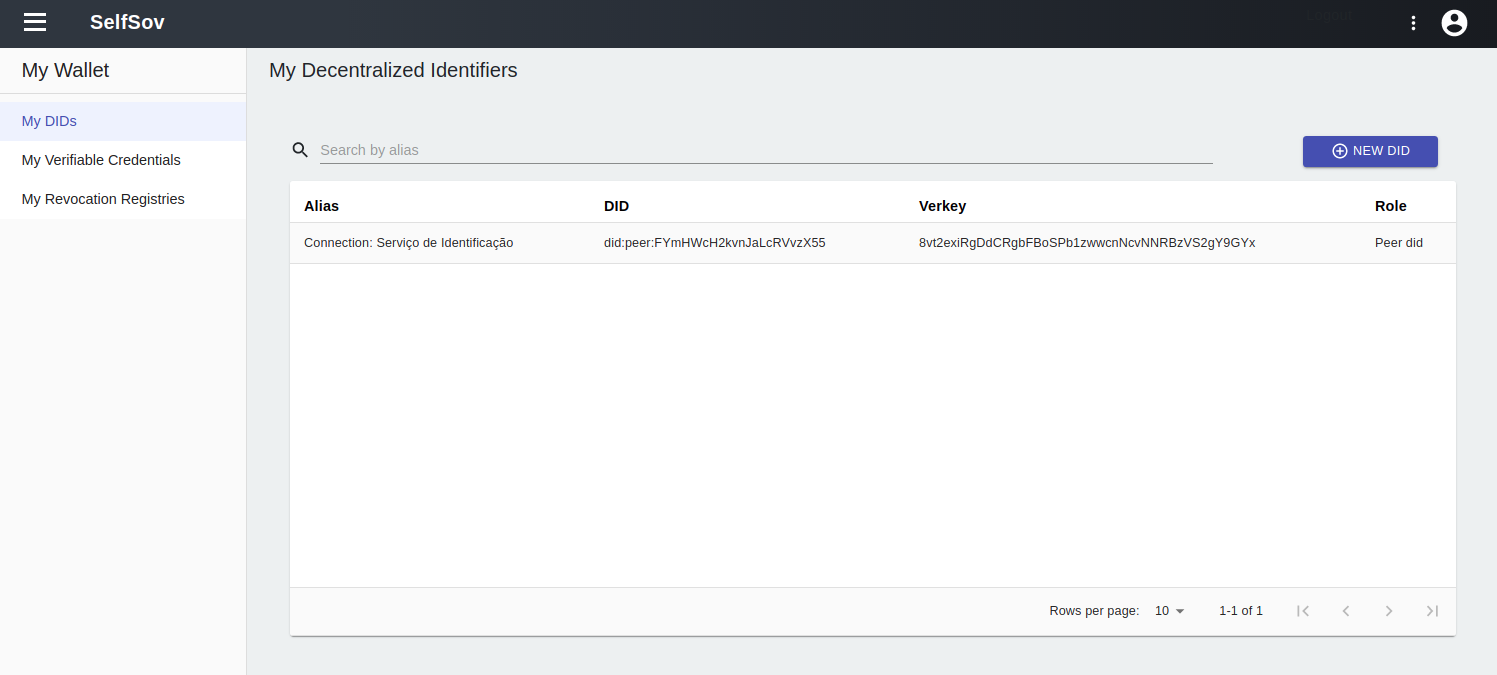 SelfSov
My Wallet
My DIDs
My Verifiable Credentials
My Revocation Registries
My Decentralized Identifiers
Search by alias
NEW DID
Alias DID Verkey Role
Connection: Serviço de Identificação did:peer:FYmHWcH2kvnJaLcRVvzX55 8vt2exiRgDdCRgbFBoSPb1zwwcnNcvNNRBzVS2gY9GYx Peer did
Rows per page: 10 1-1 of 1